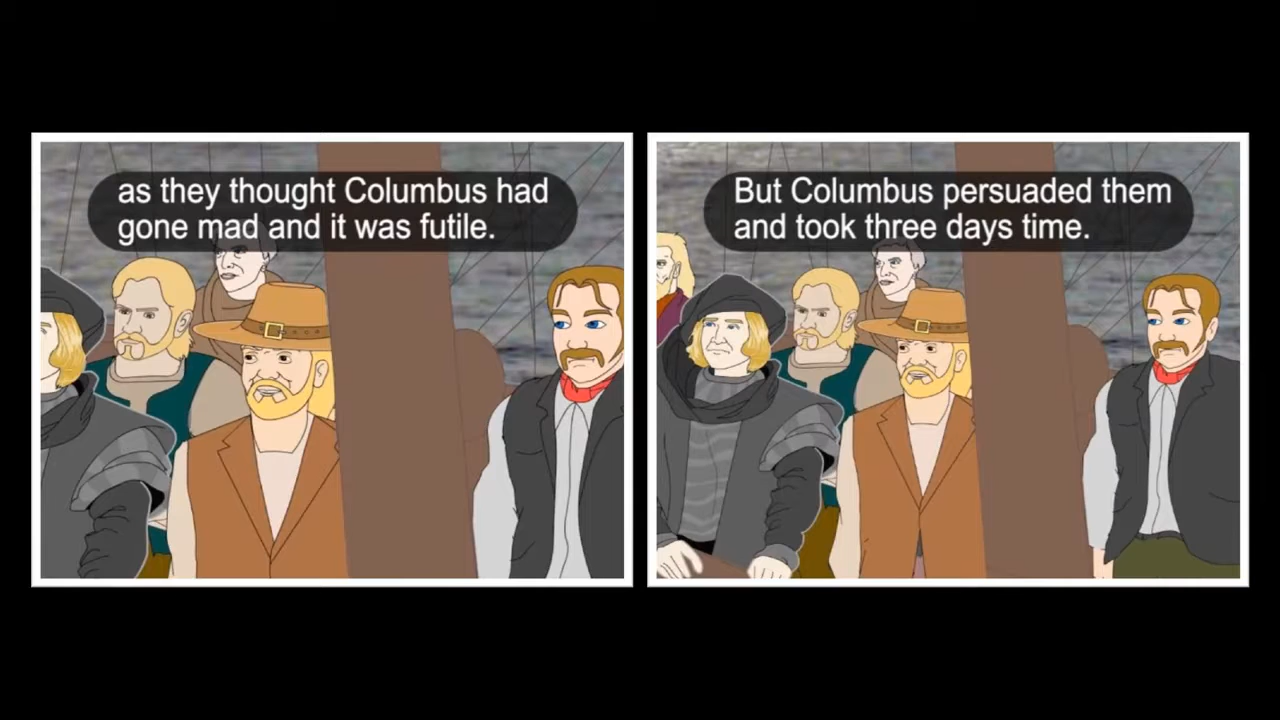 as they thought Columbus had
gone mad and it was futile.
But Columbus persuaded them
and took three days time.